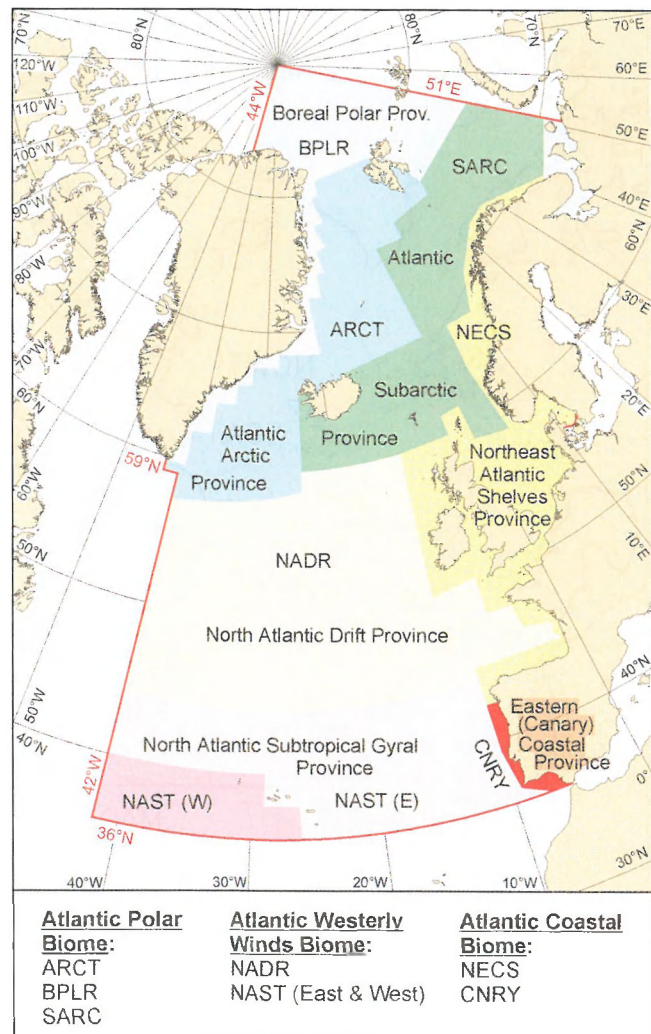 70°N
80°N
80°N
70°N
60°N
120°W
110°W
100°W
90°W
80°W
70°W
60°N
60°W
50°N
50°W
40°N
44°W
51°E
60°E
50°E
40°E
60°N
30°E
20°E
50°N
10°E
40°N
0°
30°N
Boreal Polar Prov.
BPLR
SARC
Atlantic
ARCT
NECS
Subarctic
Province
Atlantic
Arctic
Province
59°N
Northeast
Atlantic
Shelves
Province
NADR
North Atlantic Drift Province
Eastern
(Canary)
Coastal
Province
CNRY
North Atlantic Subtropical Gyral
Province
42°W
NAST (W)
NAST (E)
36°N
40°W
30°W
20°W
10°W
Atlantic Polar
Biome:
ARCT
BPLR
SARC
Atlantic Westerly
Winds Biome:
NADR
NAST (East & West)
Atlantic Coastal
Biome:
NECS
CNRY